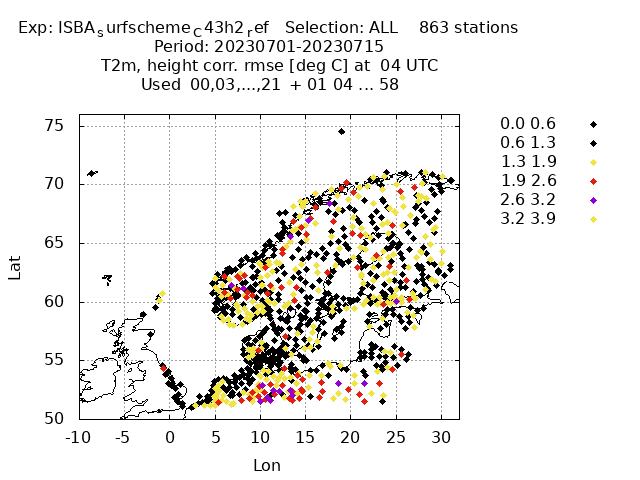 Exp: ISBAsurfschemeC43h2ref   Selection: ALL    863 stations
Period: 20230701-20230715
T2m, height corr. rmse [deg C] at  04 UTC
Used  00,03,...,21  + 01 04 ... 58
0.0 0.6
0.6 1.3
1.3 1.9
1.9 2.6
2.6 3.2
3.2 3.9
75
70
65
60
55
50
Lat
-10 -5 0 5 10 15 20 25 30
Lon